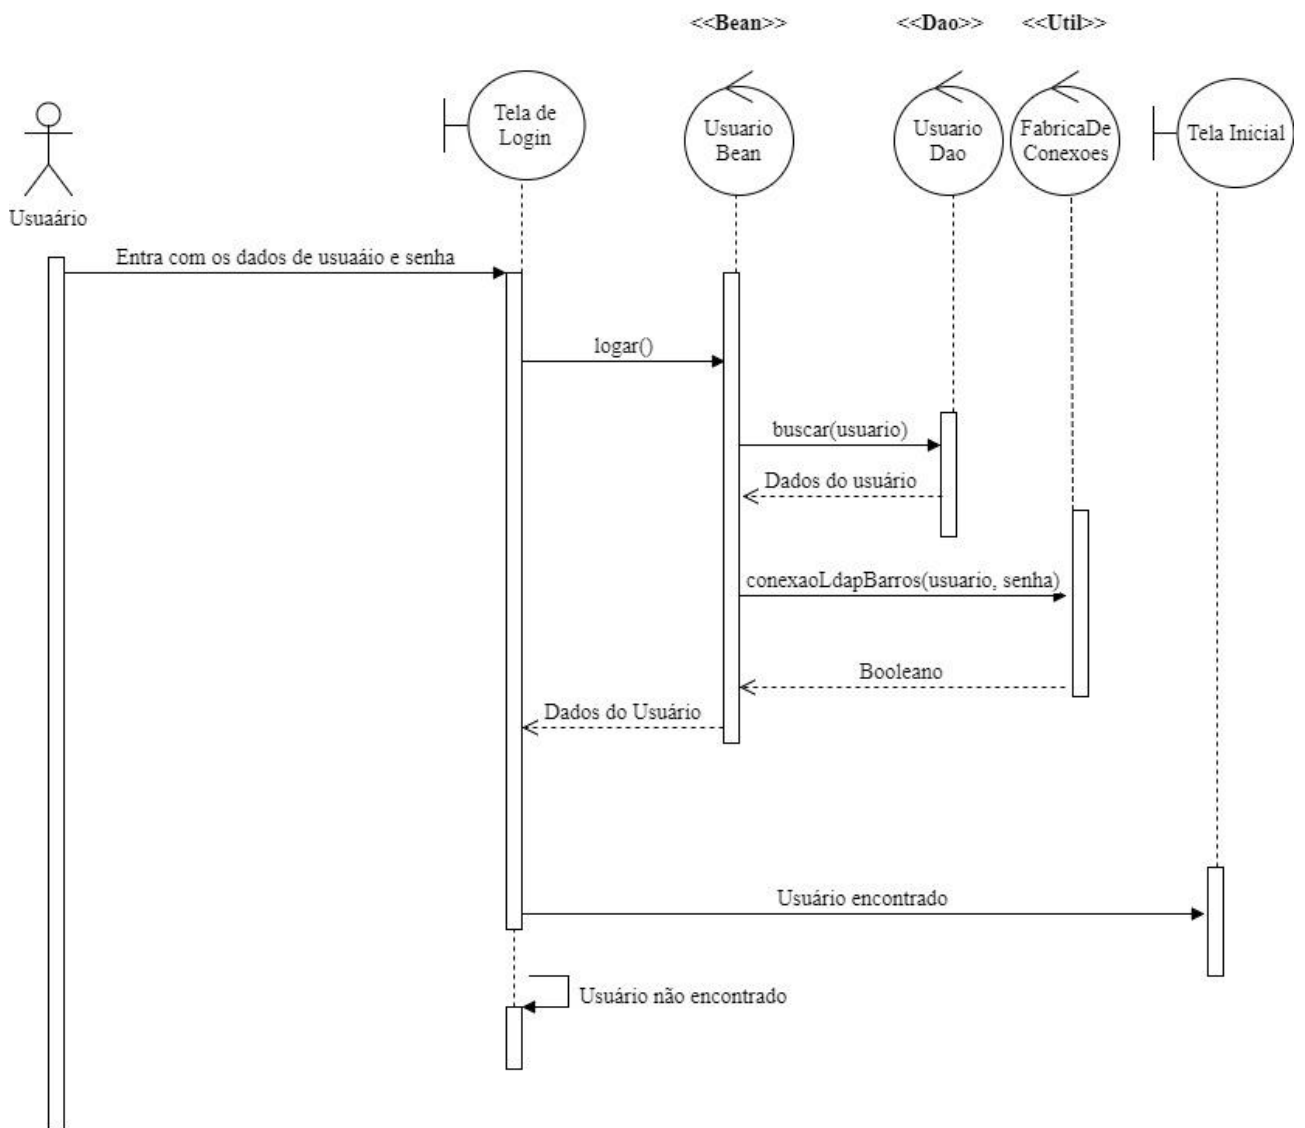 <<Bean>>
<<Dao>>
<<Util>>
Tela de
Login
Usuario
Bean
Usuario
Dao
FabricaDe
Conexoes
Tela Inicial
Usuaário
Entra com os dados de usuaáio e senha
logar()
buscar(usuario)
Dados do usuário
conexaoLdapBarros(usuario, senha)
Booleano
Dados do Usuário
Usuário encontrado
Usuário não encontrado